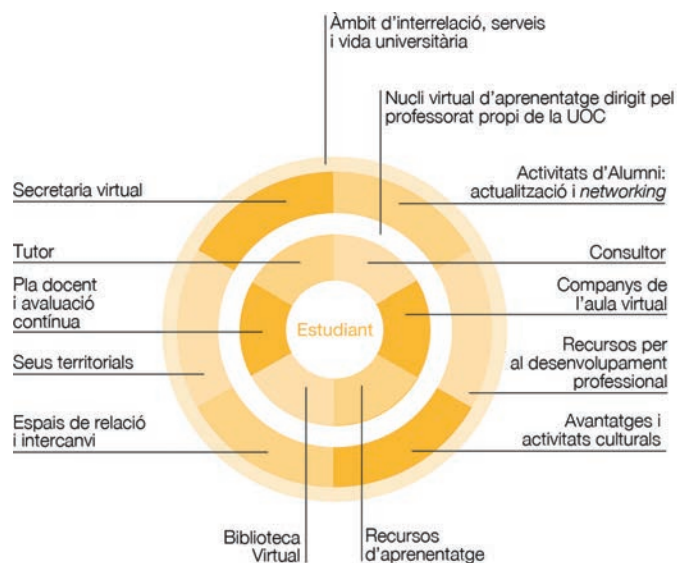 Àmbit d'interrelació, serveis
i vida universitària
Nucli virtual d'aprenentatge dirigit pel
professorat propi de la UOC
Activitats d'Alumni:
actualització i networking
Secretaria virtual
Tutor
Consultor
Pla docent
i avaluació
contínua
Companys de
l'aula virtual
Estudiant
Seus territorials
Recursos per
al desenvolupament
professional
Espais de relació
i intercanvi
Avantatges i
activitats culturals
Biblioteca
Virtual
Recursos
d'aprenentatge